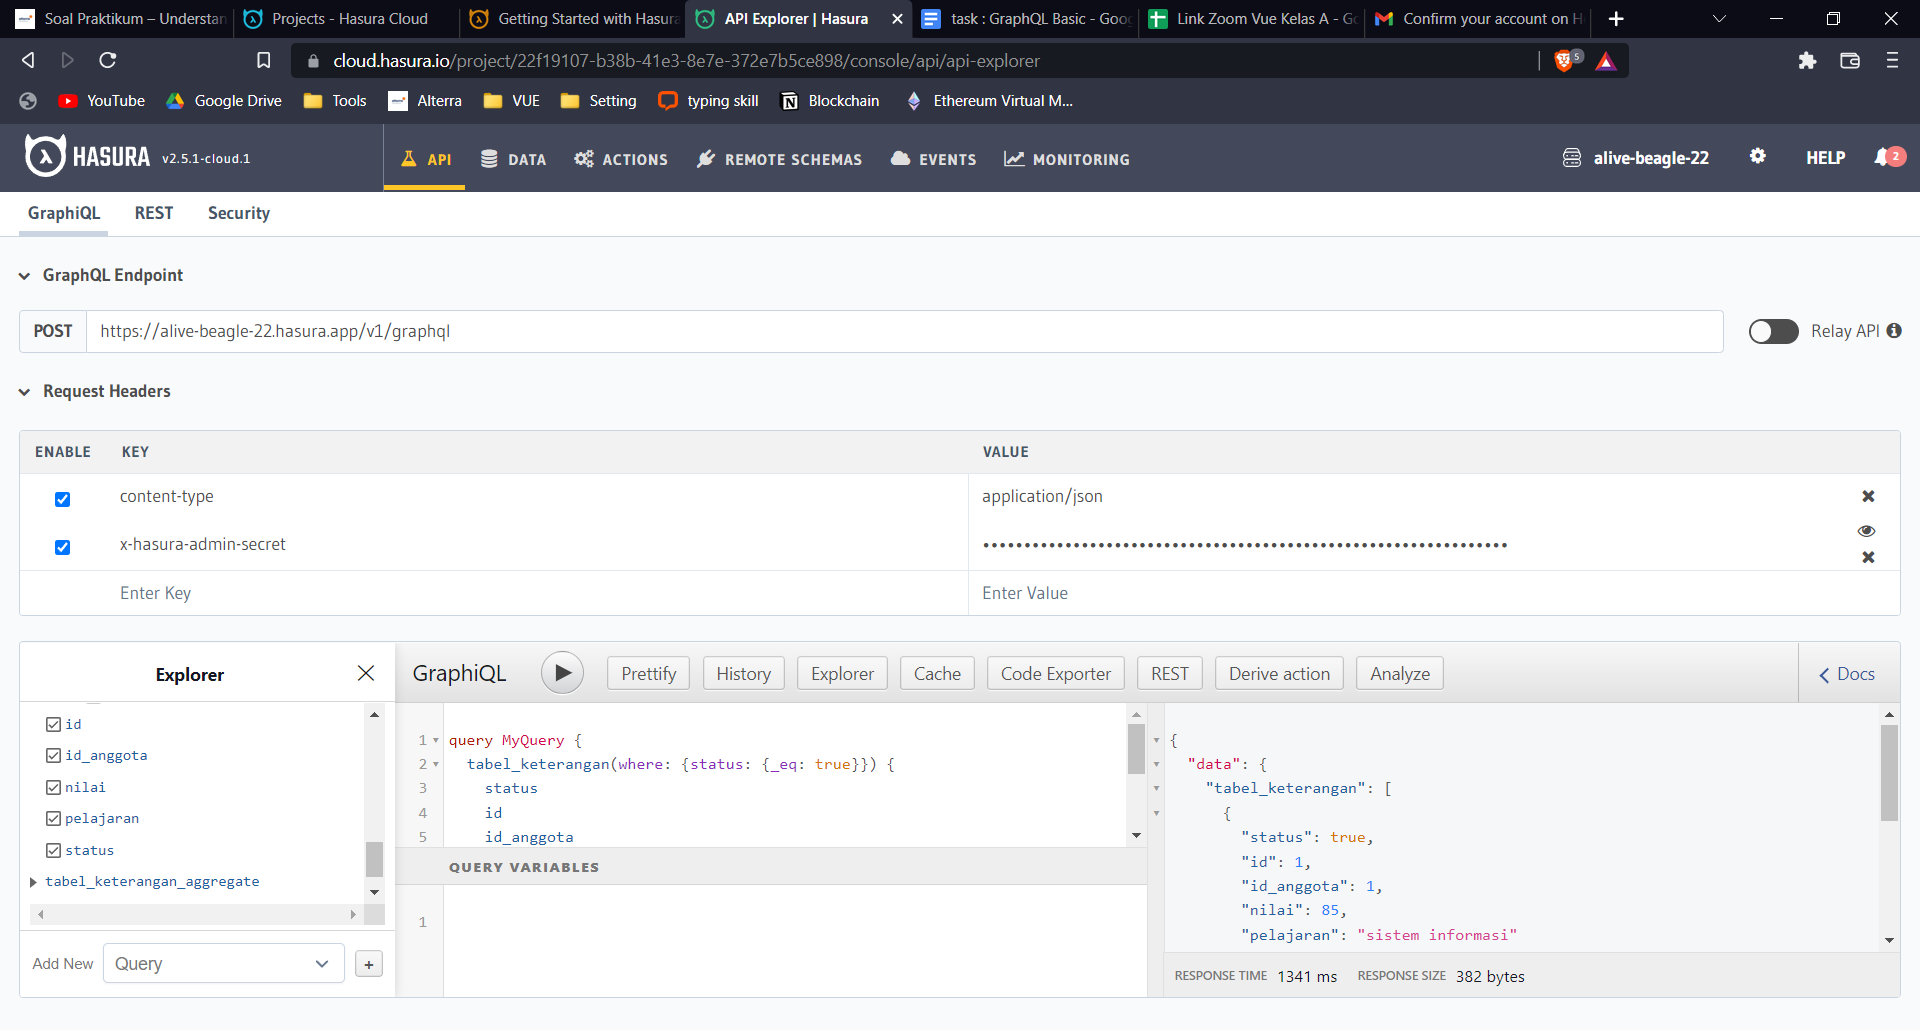 Soal Praktikum – Understan
Projects - Hasura Cloud
Getting Started with Hasura
API Explorer | Hasura
task : GraphQL Basic - Goog
Link Zoom Vue Kelas A - Go
Confirm your account on H
cloud.hasura.io/project/22f19107-b38b-41e3-8e7e-372e7b5ce898/console/api/api-explorer
5
YouTube
Google Drive
Tools
Alterra
VUE
Setting
typing skill
Blockchain
Ethereum Virtual M...
HASURA v2.5.1-cloud.1
API
DATA
ACTIONS
REMOTE SCHEMAS
EVENTS
MONITORING
alive-beagle-22
HELP
2
GraphiQL
REST
Security
GraphQL Endpoint
POST https://alive-beagle-22.hasura.app/v1/graphql
Relay API
Request Headers
ENABLE KEY VALUE
content-type application/json
x-hasura-admin-secret ••••••••••••••••••••••••••••••••••••••••••••••••••••••••••••••••
Enter Key Enter Value
Explorer
id
id_anggota
nilai
pelajaran
status
tabel_keterangan_aggregate
Add New Query +
GraphiQL
Prettify
History
Explorer
Cache
Code Exporter
REST
Derive action
Analyze
Docs
1 query MyQuery {
2 tabel_keterangan(where: {status: {_eq: true}}) {
3 status
4 id
5 id_anggota
QUERY VARIABLES
1
{
"data": {
"tabel_keterangan": [
{
"status": true,
"id": 1,
"id_anggota": 1,
"nilai": 85,
"pelajaran": "sistem informasi"
RESPONSE TIME 1341 ms RESPONSE SIZE 382 bytes